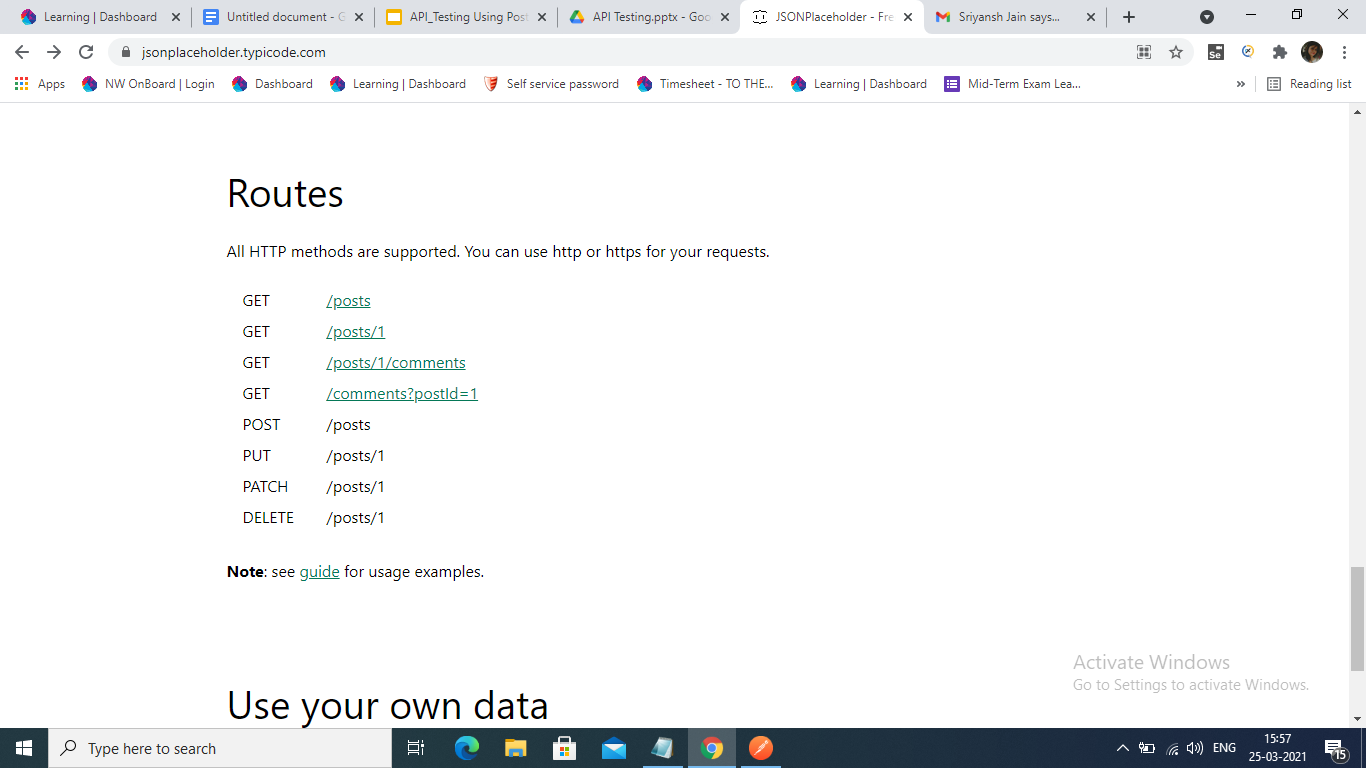 Learning | Dashboard
Untitled document - G
API_Testing Using Post
API Testing.pptx - Goo
JSONPlaceholder - Fre
Sriyansh Jain says...
jsonplaceholder.typicode.com
Se
Apps
NW OnBoard | Login
Dashboard
Learning | Dashboard
Self service password
Timesheet - TO THE...
Learning | Dashboard
Mid-Term Exam Lea...
»
Reading list
Routes
All HTTP methods are supported. You can use http or https for your requests.
GET /posts
GET /posts/1
GET /posts/1/comments
GET /comments?postId=1
POST /posts
PUT /posts/1
PATCH /posts/1
DELETE /posts/1
Note: see guide for usage examples.
Activate Windows
Go to Settings to activate Windows.
Use your own data
Type here to search
ENG
15:57
25-03-2021
15